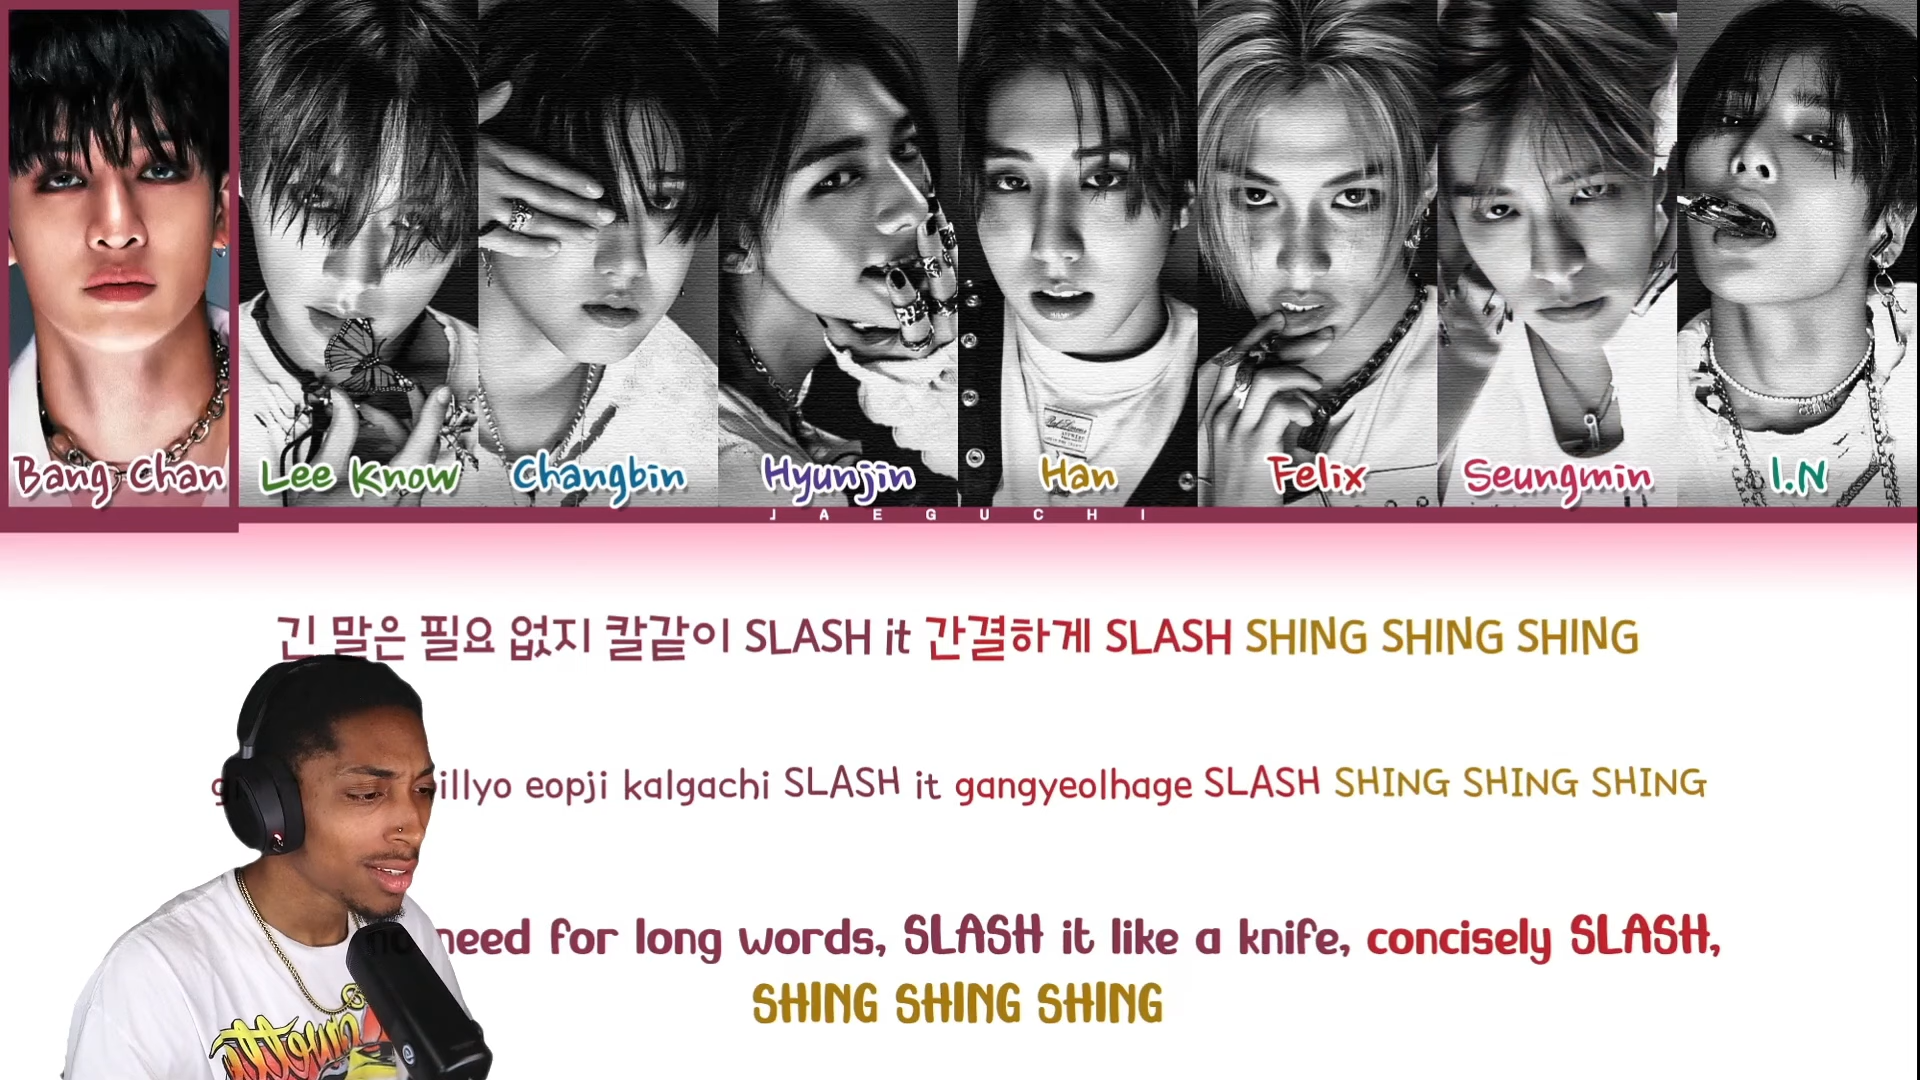 Bang Chan Lee Know Changbin Hyunjin Han Felix Seungmin I.N
JAEGUCHI
긴 말은 필요 없지 칼같이 SLASH it 간결하게 SLASH SHING SHING SHING
illyo eopji kalgachi SLASH it gangyeolhage SLASH SHING SHING SHING
need for long words, SLASH it like a knife, concisely SLASH,
SHING SHING SHING